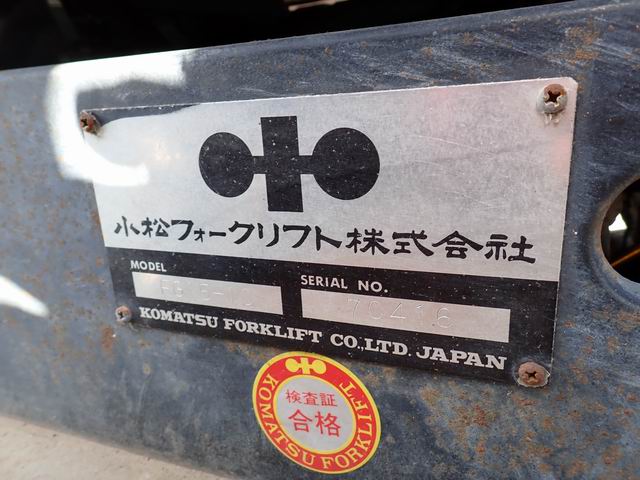 小松フォークリフト株式会社
MODEL
SERIAL NO.
70416
KOMATSU FORKLIFT CO.,LTD. JAPAN
検査証
合格
KOMATSU FORKLIFT